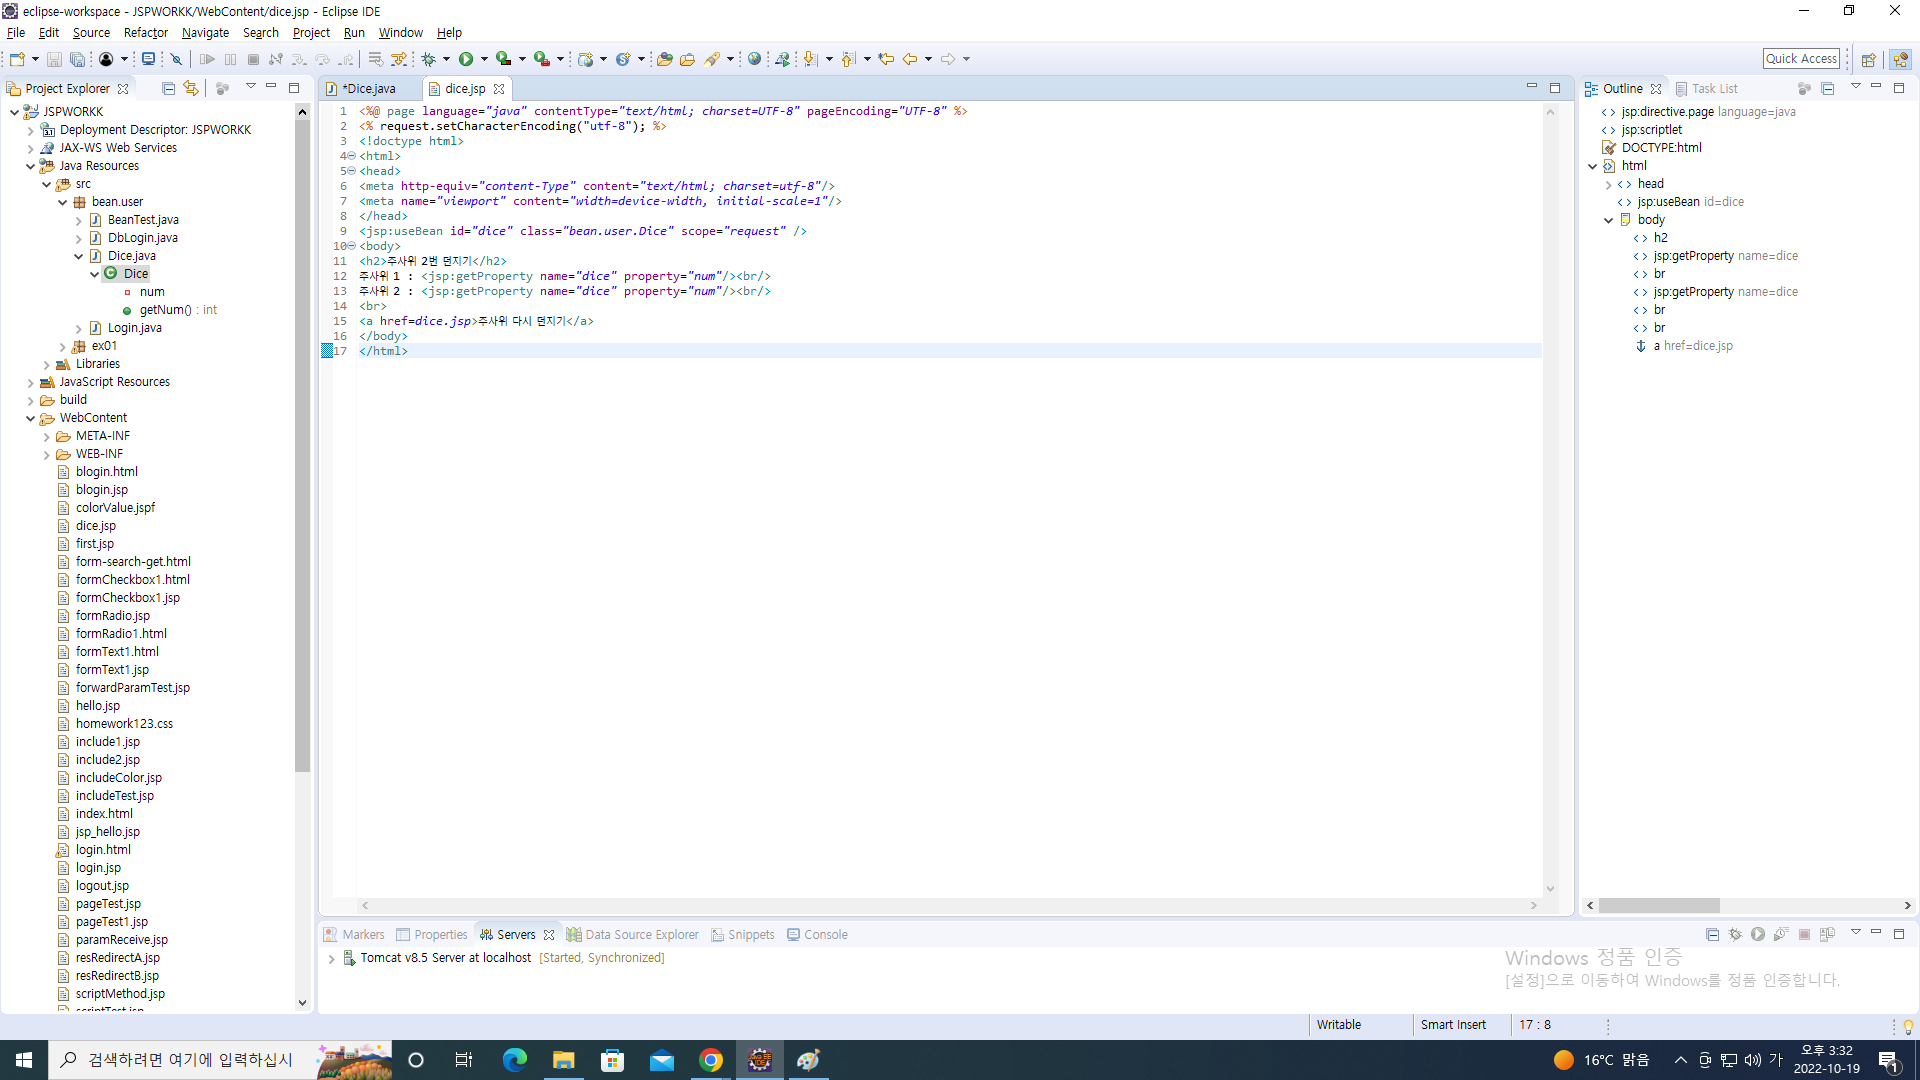 eclipse-workspace - JSPWORKK/WebContent/dice.jsp - Eclipse IDE
File Edit Source Refactor Navigate Search Project Run Window Help
Quick Access
Project Explorer
JSPWORKK
Deployment Descriptor: JSPWORKK
JAX-WS Web Services
Java Resources
src
bean.user
BeanTest.java
DbLogin.java
Dice.java
Dice
num
getNum() : int
Login.java
ex01
Libraries
JavaScript Resources
build
WebContent
META-INF
WEB-INF
blogin.html
blogin.jsp
colorValue.jspf
dice.jsp
first.jsp
form-search-get.html
formCheckbox1.html
formCheckbox1.jsp
formRadio.jsp
formRadio1.html
formText1.html
formText1.jsp
forwardParamTest.jsp
hello.jsp
homework123.css
include1.jsp
include2.jsp
includeColor.jsp
includeTest.jsp
index.html
jsp_hello.jsp
login.html
login.jsp
logout.jsp
pageTest.jsp
pageTest1.jsp
paramReceive.jsp
resRedirectA.jsp
resRedirectB.jsp
scriptMethod.jsp
scriptTest.jsp
*Dice.java dice.jsp
1 <%@ page language="java" contentType="text/html; charset=UTF-8" pageEncoding="UTF-8" %>
2 <% request.setCharacterEncoding("utf-8"); %>
3 <!doctype html>
4 <html>
5 <head>
6 <meta http-equiv="content-Type" content="text/html; charset=utf-8"/>
7 <meta name="viewport" content="width=device-width, initial-scale=1"/>
8 </head>
9 <jsp:useBean id="dice" class="bean.user.Dice" scope="request" />
10 <body>
11 <h2>주사위 2번 던지기</h2>
12 주사위 1 : <jsp:getProperty name="dice" property="num"/><br/>
13 주사위 2 : <jsp:getProperty name="dice" property="num"/><br/>
14 <br>
15 <a href=dice.jsp>주사위 다시 던지기</a>
16 </body>
17 </html>
Outline Task List
jsp:directive.page language=java
jsp:scriptlet
DOCTYPE:html
html
head
jsp:useBean id=dice
body
h2
jsp:getProperty name=dice
br
jsp:getProperty name=dice
br
br
a href=dice.jsp
Markers Properties Servers Data Source Explorer Snippets Console
Tomcat v8.5 Server at localhost [Started, Synchronized]
Windows 정품 인증
[설정]으로 이동하여 Windows를 정품 인증합니다.
Writable Smart Insert 17 : 8
검색하려면 여기에 입력하십시
16°C 맑음 가 오후 3:32
2022-10-19
1